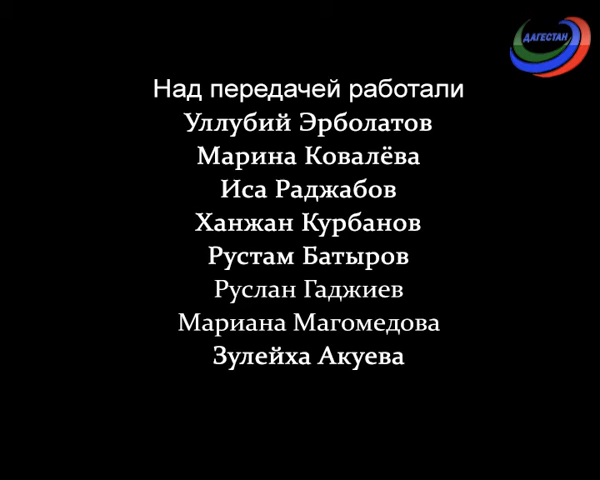 ДАГЕСТАН
Над передачей работали
Уллубий Эрболатов
Марина Ковалёва
Иса Раджабов
Ханжан Курбанов
Рустам Батыров
Руслан Гаджиев
Мариана Магомедова
Зулейха Акуева